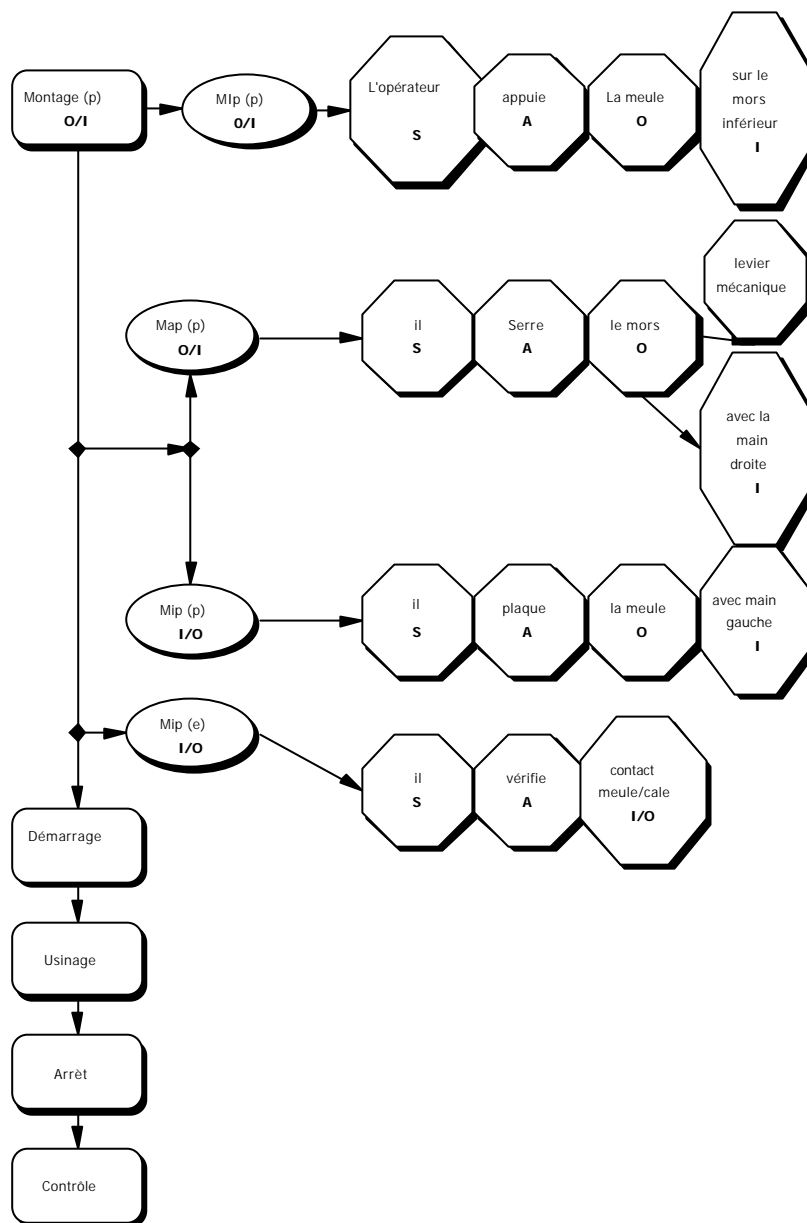 Montage (p)
O/I
MIp (p)
0/I
L'opérateur
S
appuie
A
La meule
O
sur le
mors
inférieur
I
levier
mécanique
Map (p)
O/I
il
S
Serre
A
le mors
O
avec la
main
droite
I
Mip (p)
I/O
il
S
plaque
A
la meule
O
avec main
gauche
I
Mip (e)
I/O
il
S
vérifie
A
contact
meule/cale
I/O
Démarrage
Usinage
Arrèt
Contrôle